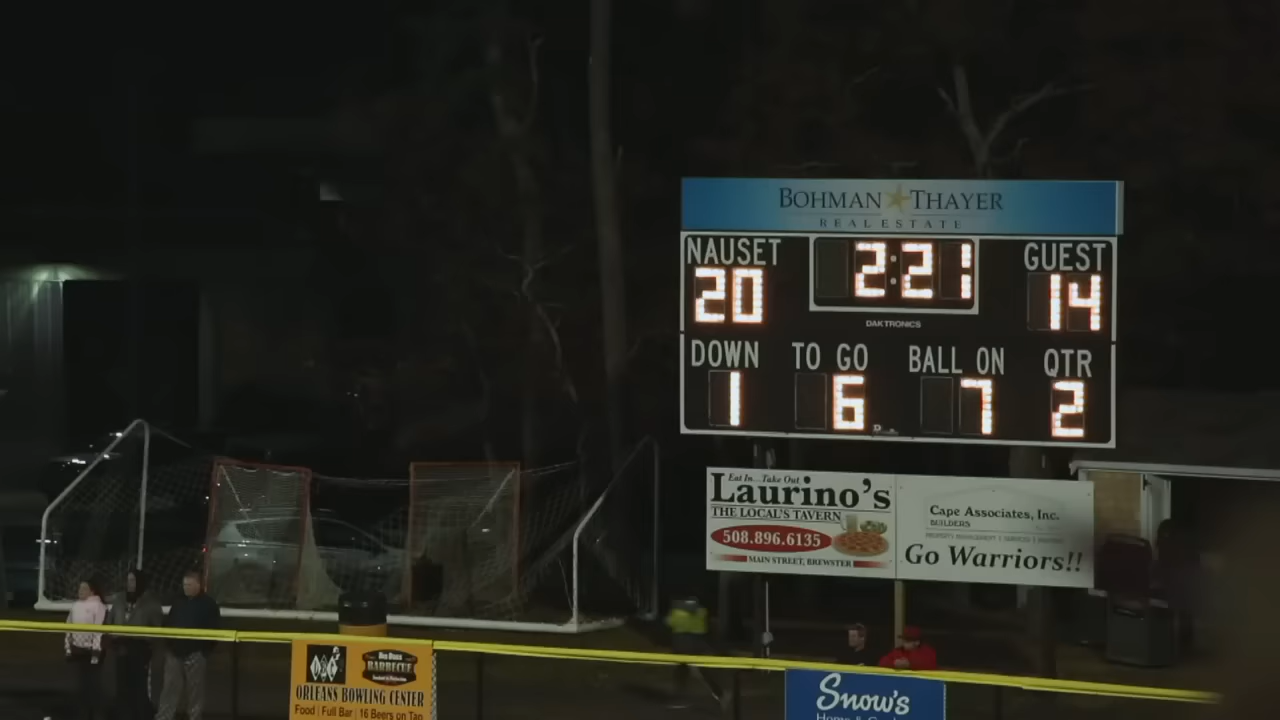 BOHMAN THAYER
REAL ESTATE
NAUSET 2:21 GUEST
20 14
DAKTRONICS
DOWN TO GO BALL ON QTR
1 6 7 2
Eat In...Take Out
Laurino's
THE LOCAL'S TAVERN
508.896.6135
MAIN STREET, BREWSTER
Cape Associates, Inc.
BUILDERS
Go Warriors!!
BARBECUE
ORLEANS BOWLING CENTER
Food | Full Bar | 16 Beers on Tap
Snow's